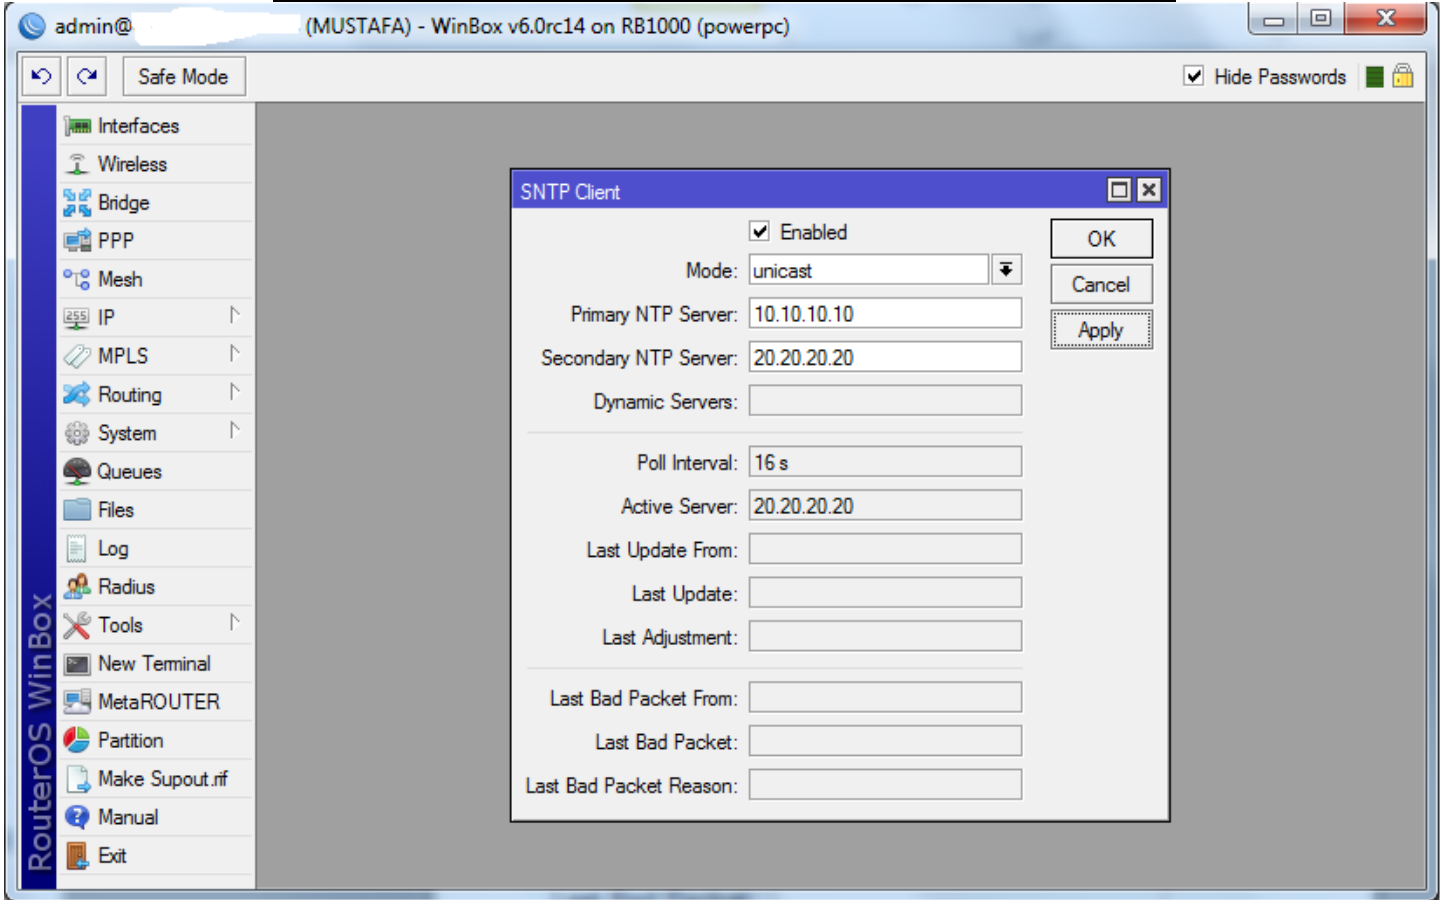 admin@ (MUSTAFA) - WinBox v6.0rc14 on RB1000 (powerpc)
Safe Mode
Hide Passwords
Interfaces
Wireless
Bridge
PPP
Mesh
255 IP
MPLS
Routing
System
Queues
Files
Log
Radius
Tools
New Terminal
MetaROUTER
Partition
Make Supout.rif
Manual
Exit
RouterOS WinBox
SNTP Client
Enabled
Mode: unicast
Primary NTP Server: 10.10.10.10
Secondary NTP Server: 20.20.20.20
Dynamic Servers:
Poll Interval: 16 s
Active Server: 20.20.20.20
Last Update From:
Last Update:
Last Adjustment:
Last Bad Packet From:
Last Bad Packet:
Last Bad Packet Reason:
OK
Cancel
Apply